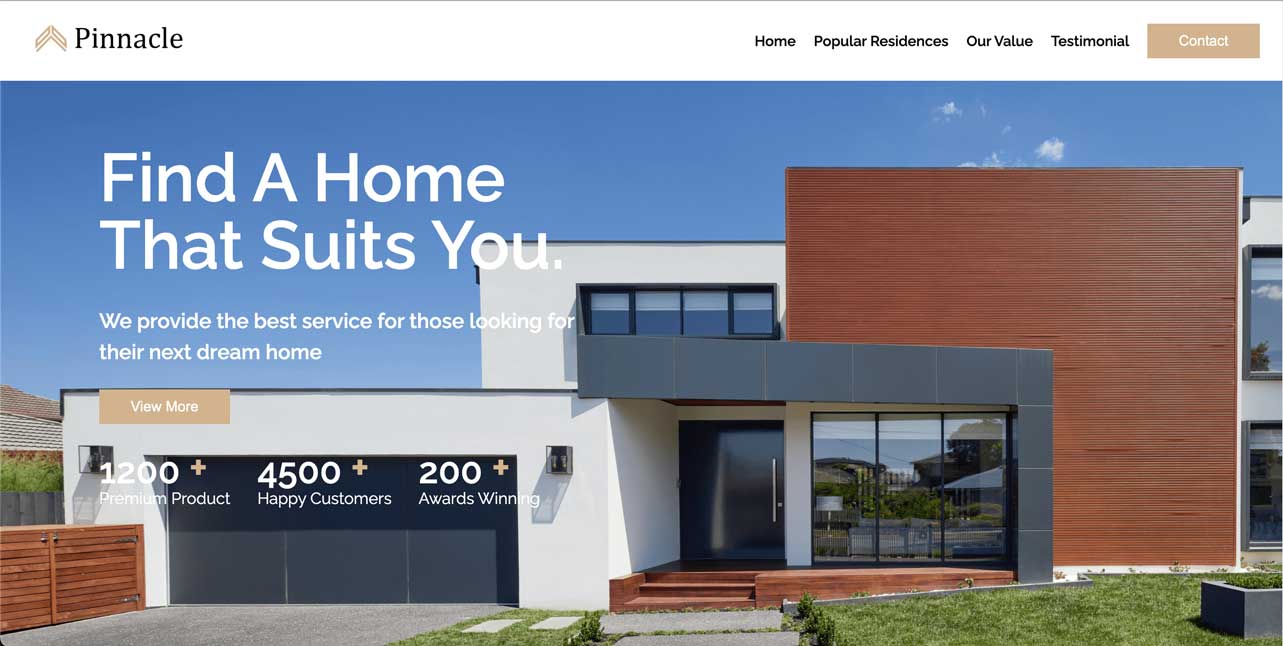 Pinnacle
Home Popular Residences Our Value Testimonial Contact
Find A Home
That Suits You.
We provide the best service for those looking for
their next dream home
View More
1200 + 4500 + 200 +
Premium Product Happy Customers Awards Winning